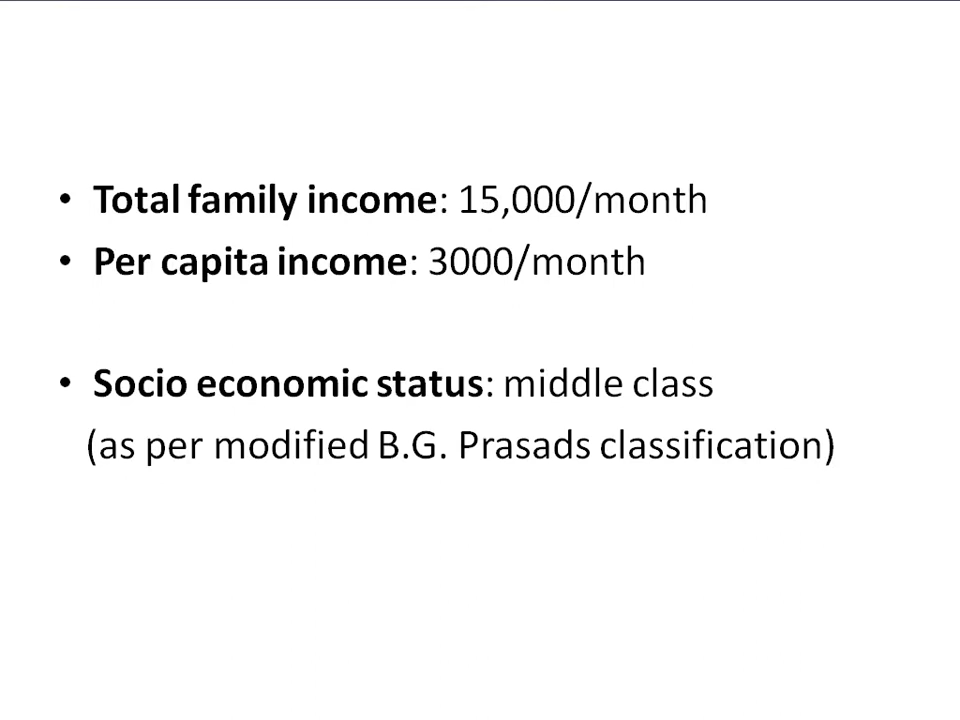 • Total family income: 15,000/month
• Per capita income: 3000/month
• Socio economic status: middle class
(as per modified B.G. Prasads classification)